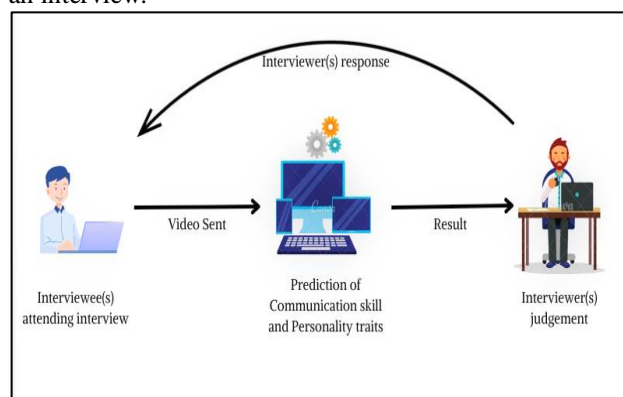 an interview.
Interviewer(s) response
Video Sent
Result
Interviewee(s)
attending interview
Prediction of
Communication skill
and Personality traits
Interviewer(s)
judgement